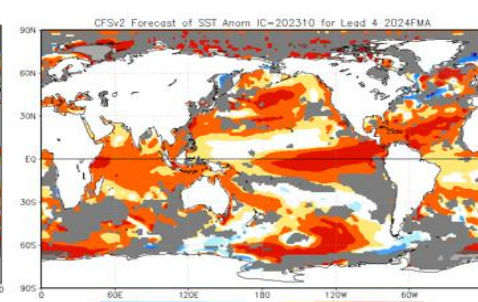 CFSv2 Forecast of SST Anom IC=202310 for Lead 4 2024FMA
90N
60N
30N
EQ
30S
60S
90S
0 60E 120E 180 120W 60W